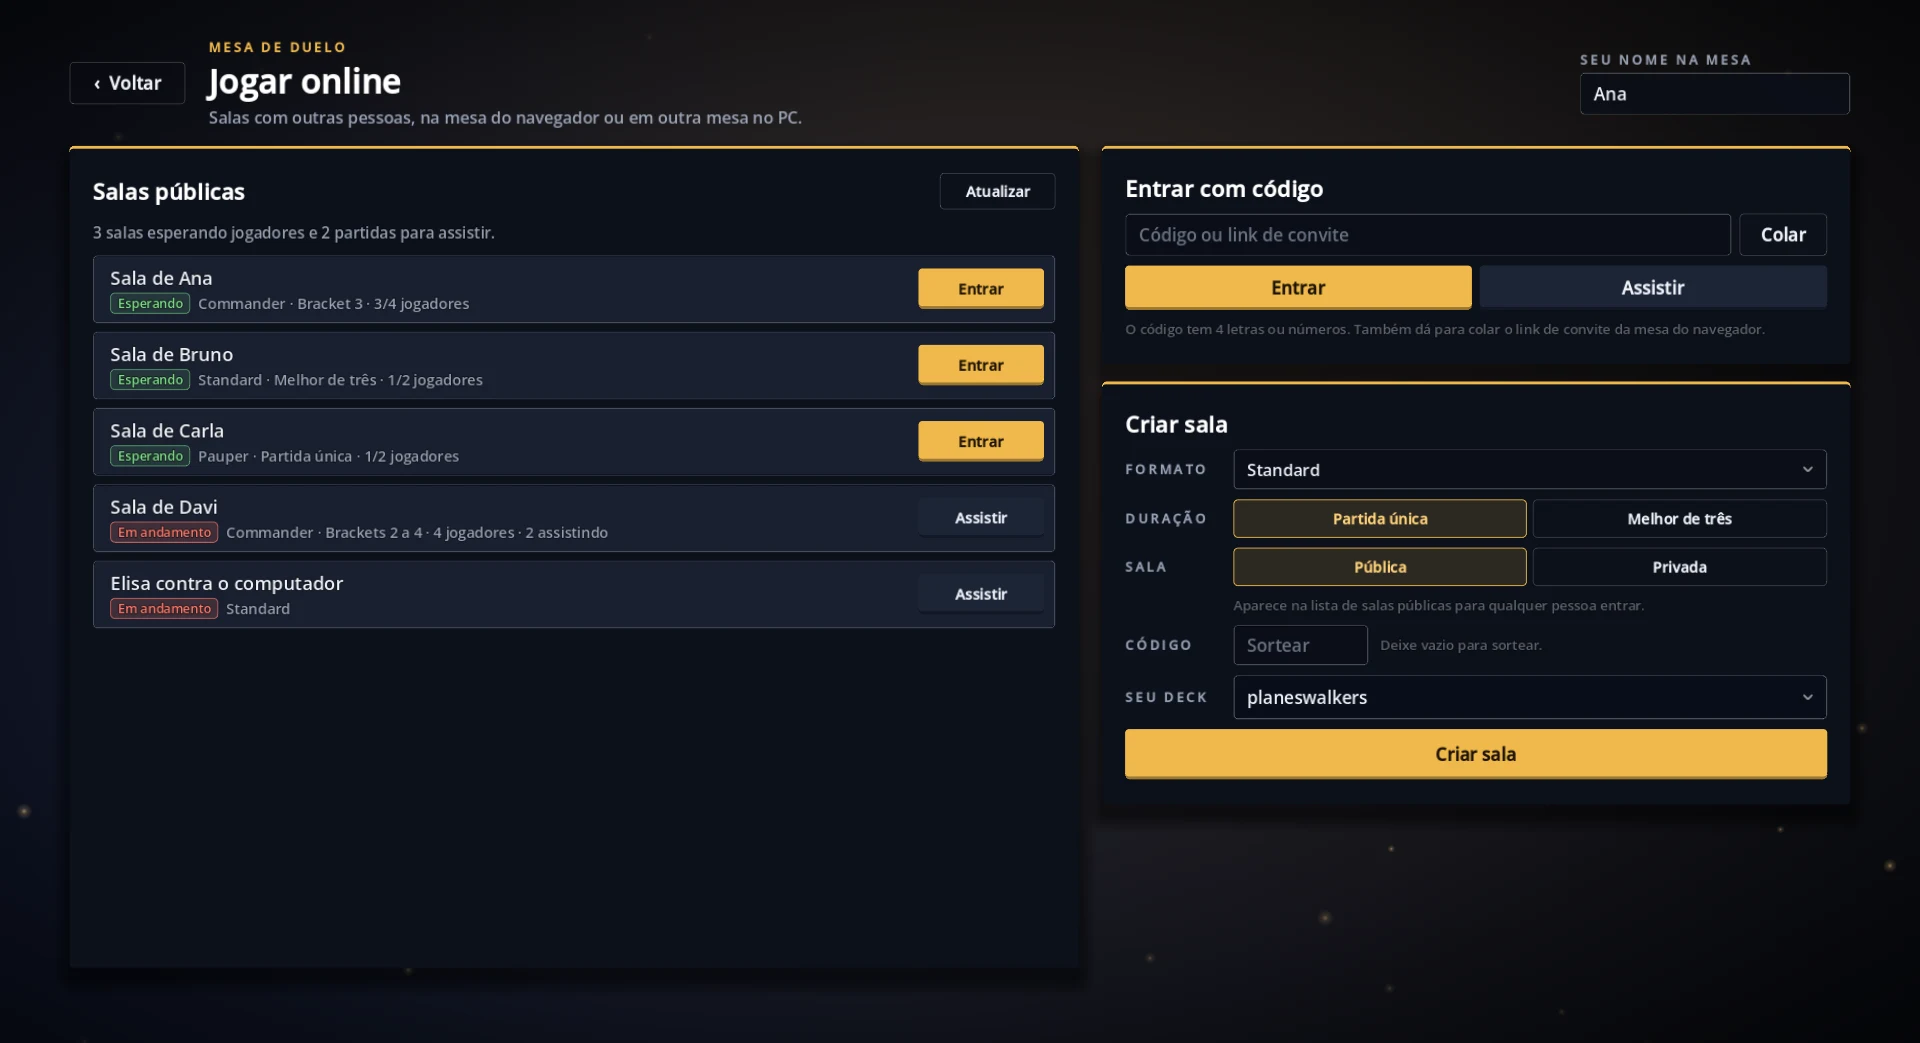 ‹ Voltar
MESA DE DUELO
Jogar online
Salas com outras pessoas, na mesa do navegador ou em outra mesa no PC.
SEU NOME NA MESA
Ana
Salas públicas
Atualizar
3 salas esperando jogadores e 2 partidas para assistir.
Sala de Ana
Esperando Commander · Bracket 3 · 3/4 jogadores
Entrar
Sala de Bruno
Esperando Standard · Melhor de três · 1/2 jogadores
Entrar
Sala de Carla
Esperando Pauper · Partida única · 1/2 jogadores
Entrar
Sala de Davi
Em andamento Commander · Brackets 2 a 4 · 4 jogadores · 2 assistindo
Assistir
Elisa contra o computador
Em andamento Standard
Assistir
Entrar com código
Código ou link de convite
Colar
Entrar
Assistir
O código tem 4 letras ou números. Também dá para colar o link de convite da mesa do navegador.
Criar sala
FORMATO Standard
DURAÇÃO Partida única Melhor de três
SALA Pública Privada
Aparece na lista de salas públicas para qualquer pessoa entrar.
CÓDIGO Sortear Deixe vazio para sortear.
SEU DECK planeswalkers
Criar sala